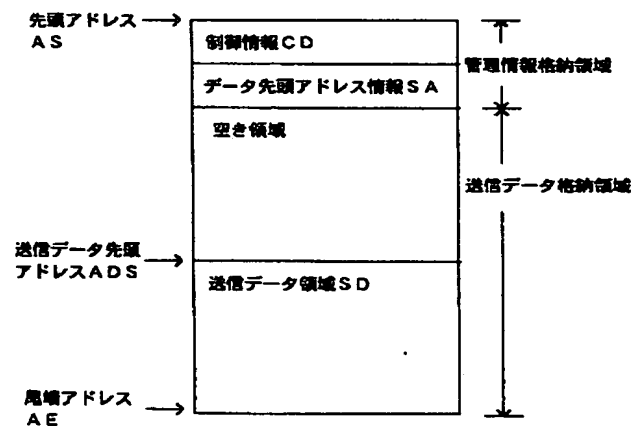 先頭アドレス
AS
制御情報CD
データ先頭アドレス情報SA
管理情報格納領域
空き領域
送信データ格納領域
送信データ先頭
アドレスADS
送信データ領域SD
尾端アドレス
AE